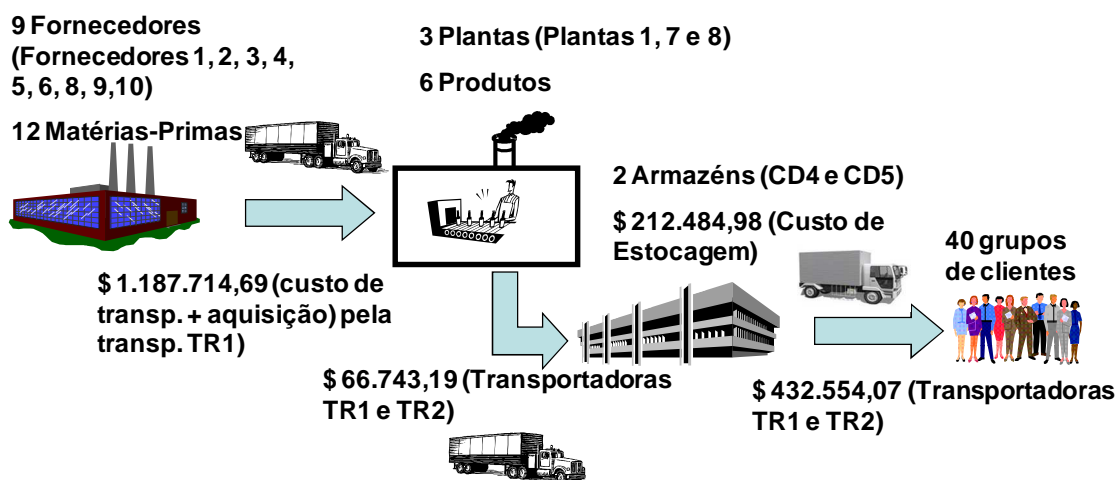 9 Fornecedores
(Fornecedores 1, 2, 3, 4,
5, 6, 8, 9,10)
12 Matérias-Primas
3 Plantas (Plantas 1, 7 e 8)
6 Produtos
2 Armazéns (CD4 e CD5)
$ 212.484,98 (Custo de
Estocagem)
40 grupos
de clientes
$ 1.187.714,69 (custo de
transp. + aquisição) pela
transp. TR1)
$ 66.743,19 (Transportadoras
TR1 e TR2)
$ 432.554,07 (Transportadoras
TR1 e TR2)